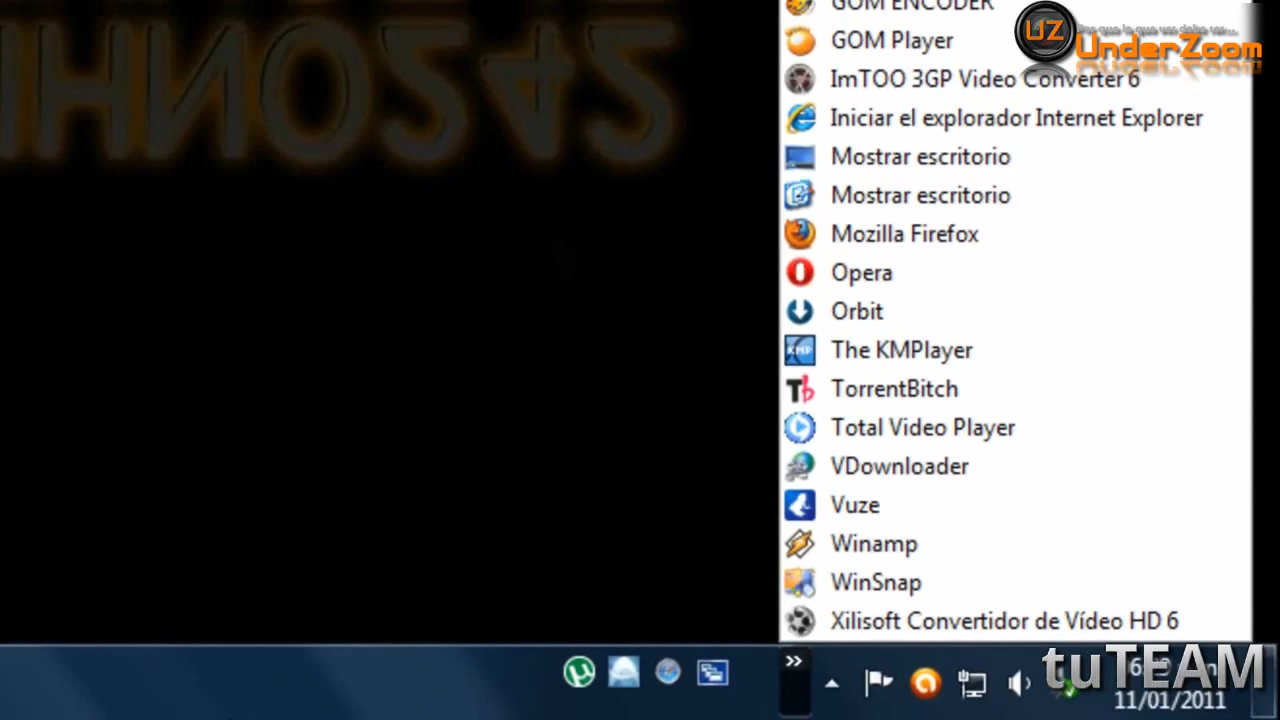 GOM ENCODER
GOM Player
ImTOO 3GP Video Converter 6
Iniciar el explorador Internet Explorer
Mostrar escritorio
Mostrar escritorio
Mozilla Firefox
Opera
Orbit
KMP
The KMPlayer
Tb
TorrentBitch
Total Video Player
VDownloader
Vuze
Winamp
WinSnap
Xilisoft Convertidor de Vídeo HD 6
UZ
UnderZoom
tuTEAM
11/01/2011